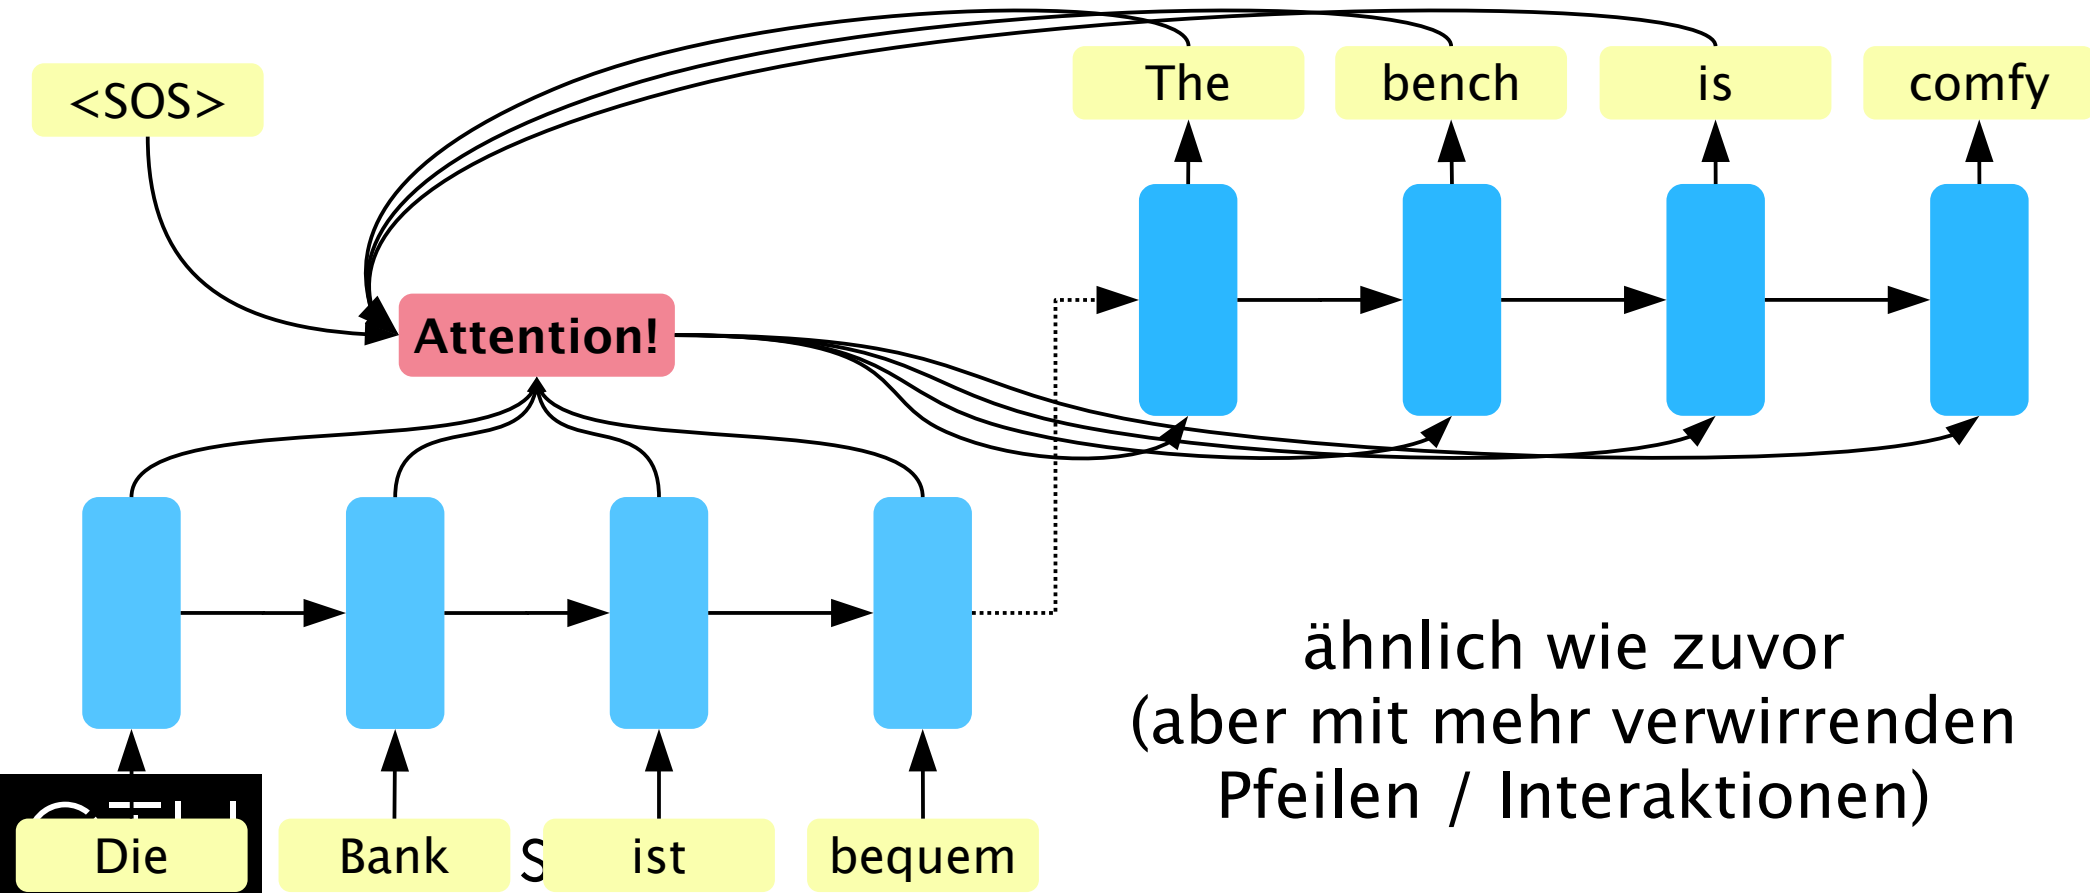 <SOS>
The bench is comfy
Attention!
ähnlich wie zuvor
(aber mit mehr verwirrenden
Pfeilen / Interaktionen)
Die Bank ist bequem